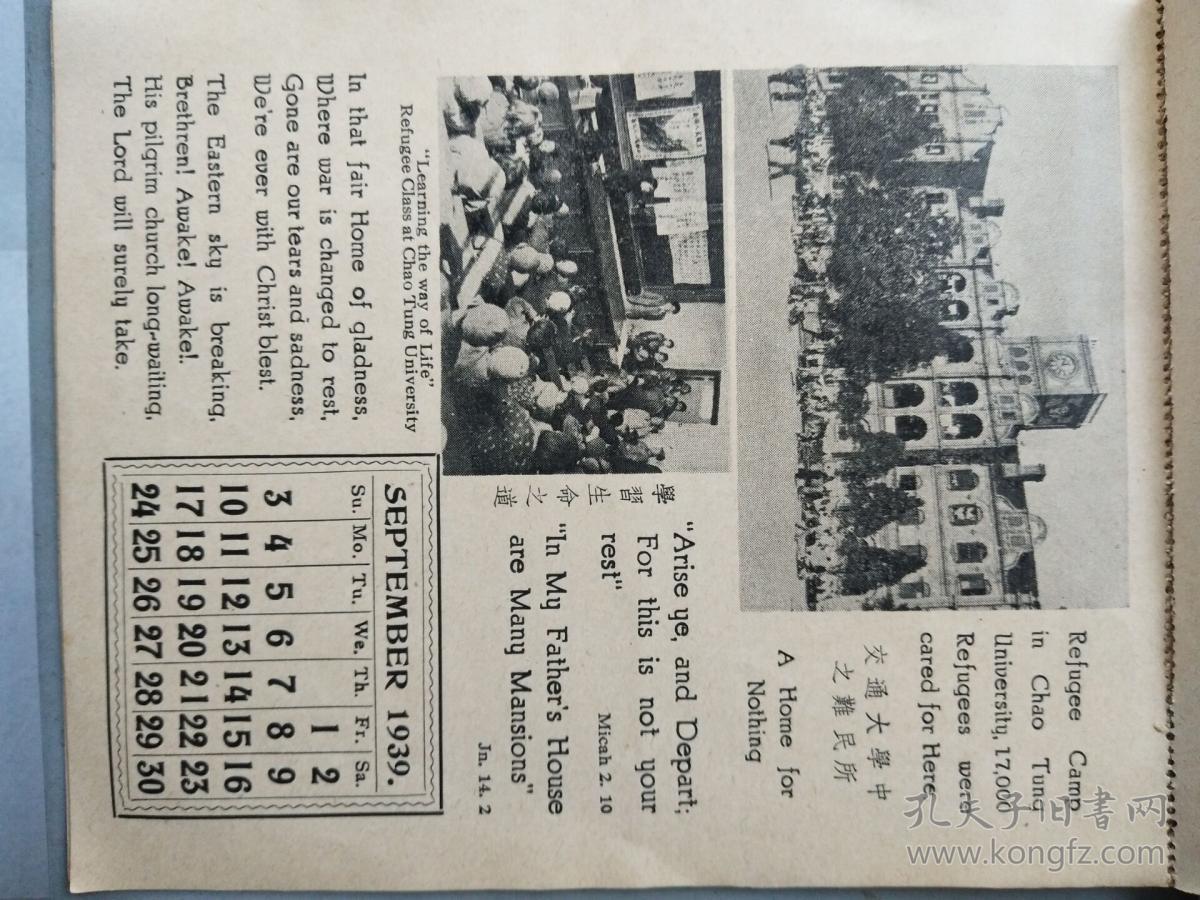 Refugee Camp
in Chao Tung
University, 17,000
Refugees were
cared for Here
交通大學中
之難民所
A Home for
Nothing
"Learning the way of Life"
Refugee Class at Chao Tung University
學習生命之道
"Arise ye, and Depart:
For this is not your
rest"
Micah 2. 10
"In My Father's House
are Many Mansions"
Jn. 14. 2
In that fair Home of gladness,
Where war is changed to rest,
Gone are our tears and sadness,
We're ever with Christ blest.
The Eastern sky is breaking,
Brethren! Awake! Awake!.
His pilgrim church long-waiting,
The Lord will surely take.
SEPTEMBER 1939.
Su. Mo. Tu. We. Th. Fr. Sa.
1 2
3 4 5 6 7 8 9
10 11 12 13 14 15 16
17 18 19 20 21 22 23
24 25 26 27 28 29 30
孔夫子旧书网
www.kongfz.com